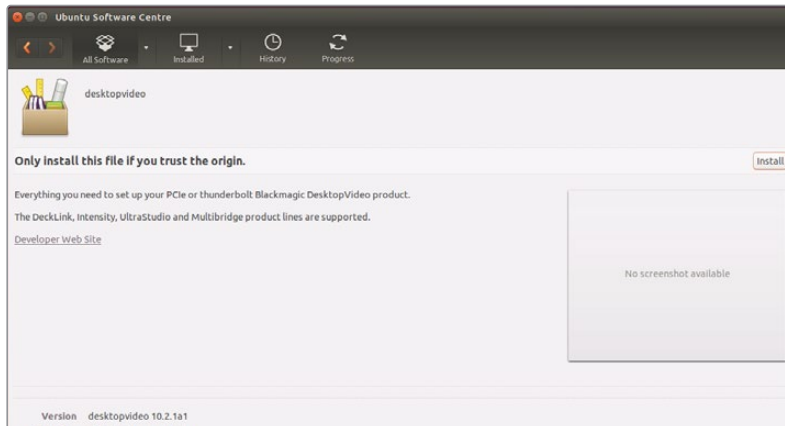 Ubuntu Software Centre
All Software
Installed
History
Progress
desktopvideo
Only install this file if you trust the origin.
Install
Everything you need to set up your PCIe or thunderbolt Blackmagic DesktopVideo product.
The DeckLink, Intensity, UltraStudio and Multibridge product lines are supported.
Developer Web Site
No screenshot available
Version desktopvideo 10.2.1a1